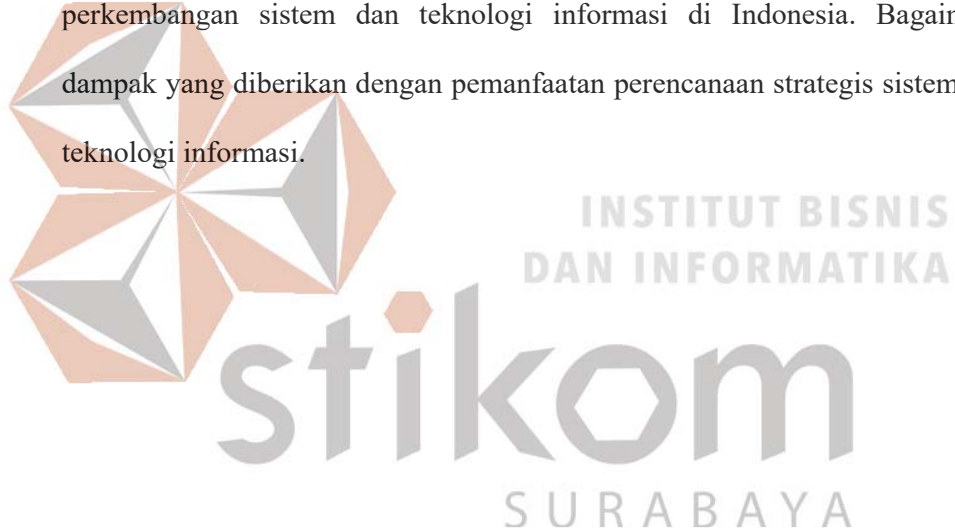 perkembangan sistem dan teknologi informasi di Indonesia. Bagaim
dampak yang diberikan dengan pemanfaatan perencanaan strategis sistem
teknologi informasi.
INSTITUT BISNIS
DAN INFORMATIKA
stikom
SURABAYA